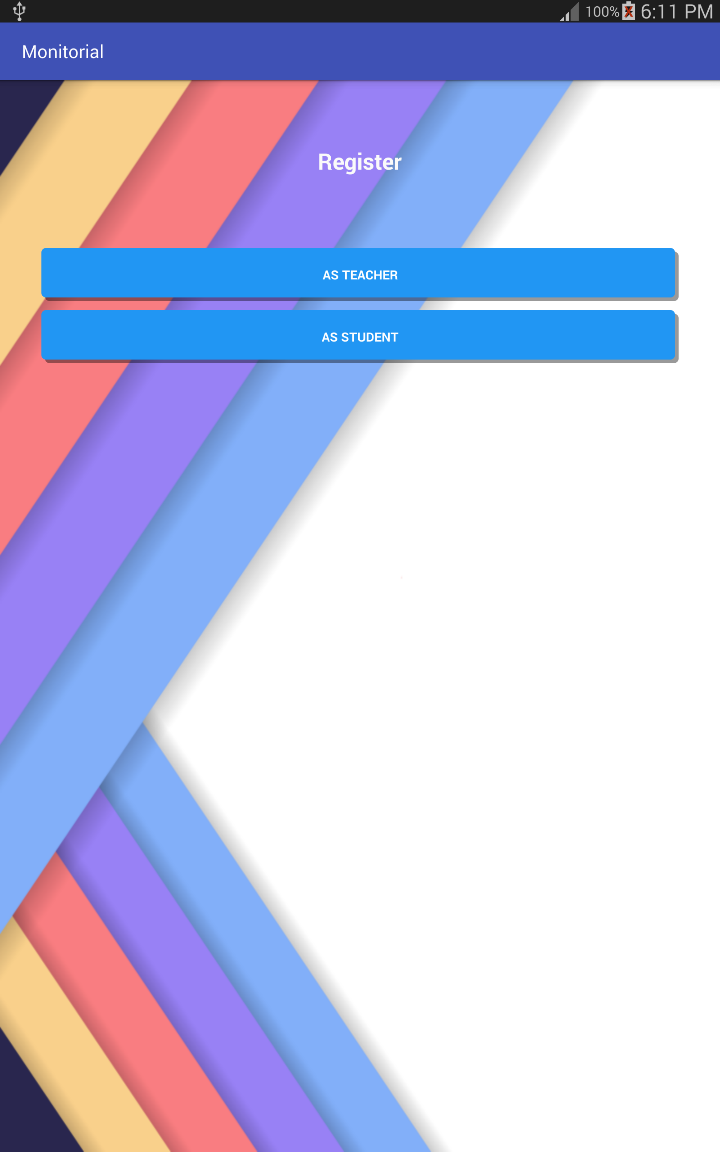 100% 6:11 PM
Monitorial
Register
AS TEACHER
AS STUDENT